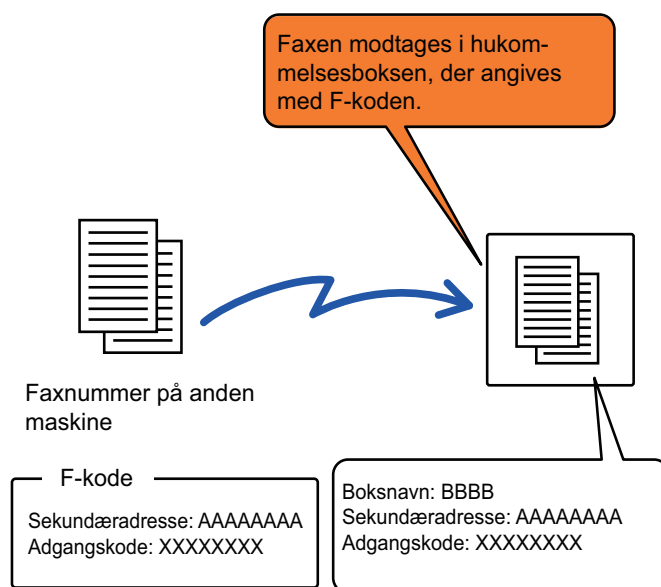 Faxen modtages i hukom-
melsesboksen, der angives
med F-koden.
Faxnummer på anden
maskine
F-kode
Sekundæradresse: AAAAAAAA
Adgangskode: XXXXXXXX
Boksnavn: BBBB
Sekundæradresse: AAAAAAAA
Adgangskode: XXXXXXXX